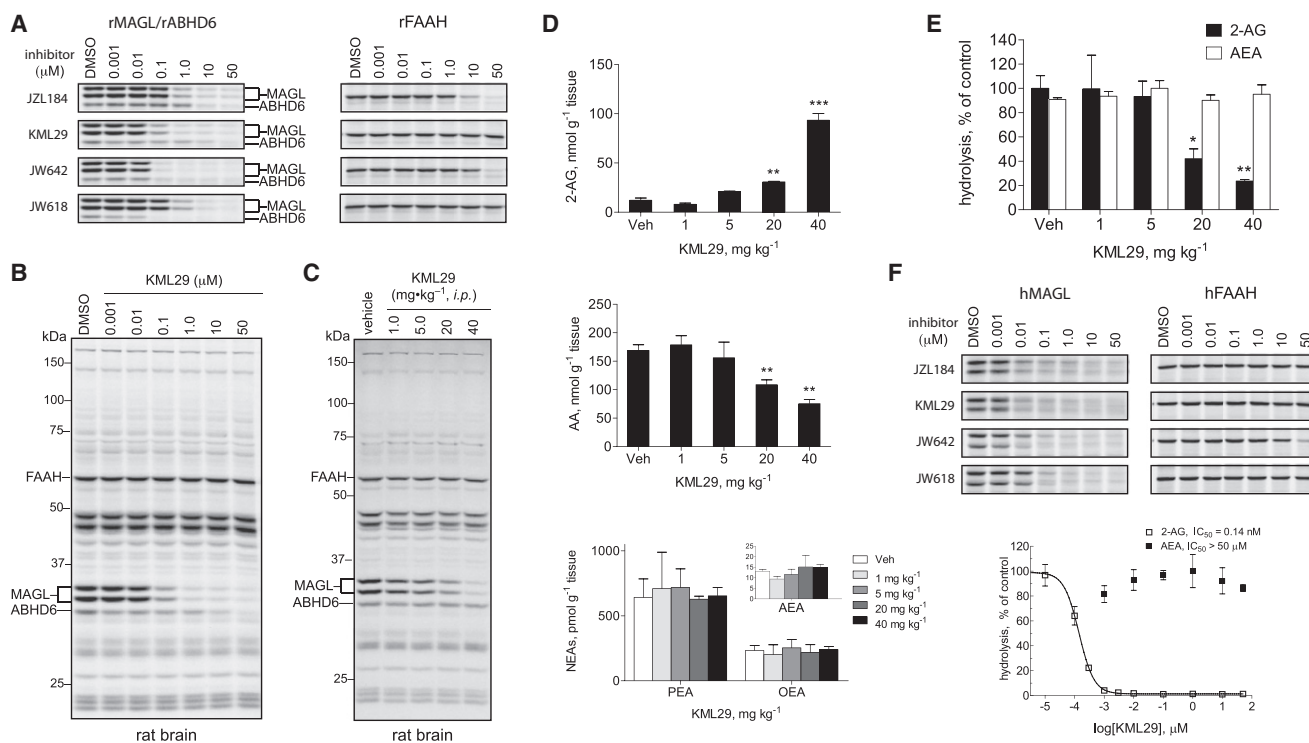 A
rMAGL/rABHD6
rFAAH
inhibitor
(μM)
DMSO
0.001
0.01
0.1
1.0
10
50
DMSO
0.001
0.01
0.1
1.0
10
50
JZL184
MAGL
ABHD6
KML29
MAGL
ABHD6
JW642
MAGL
ABHD6
JW618
MAGL
ABHD6
B
KML29 (μM)
kDa
DMSO
0.001
0.01
0.1
1.0
10
50
150
100
75
FAAH
50
37
MAGL
ABHD6
25
rat brain
C
KML29
(mg•kg⁻¹, i.p.)
kDa
vehicle
1.0
5.0
20
40
150
100
75
FAAH
50
37
MAGL
ABHD6
25
rat brain
D
2-AG, nmol g⁻¹ tissue
150
100
50
0
**
***
Veh 1 5 20 40
KML29, mg kg⁻¹
AA, nmol g⁻¹ tissue
250
200
150
100
50
0
**
**
Veh 1 5 20 40
KML29, mg kg⁻¹
NEAs, pmol g⁻¹ tissue
1000
500
0
25
20
15
10
5
0
AEA
Veh
1 mg kg⁻¹
5 mg kg⁻¹
20 mg kg⁻¹
40 mg kg⁻¹
PEA OEA
KML29, mg kg⁻¹
E
2-AG
AEA
hydrolysis, % of control
140
120
100
80
60
40
20
0
*
**
Veh 1 5 20 40
KML29, mg kg⁻¹
F
hMAGL
hFAAH
inhibitor
(μM)
DMSO
0.001
0.01
0.1
1.0
10
50
DMSO
0.001
0.01
0.1
1.0
10
50
JZL184
KML29
JW642
JW618
2-AG, IC₅₀ = 0.14 nM
AEA, IC₅₀ > 50 μM
hydrolysis, % of control
120
100
80
60
40
20
0
-5 -4 -3 -2 -1 0 1 2
log[KML29], μM